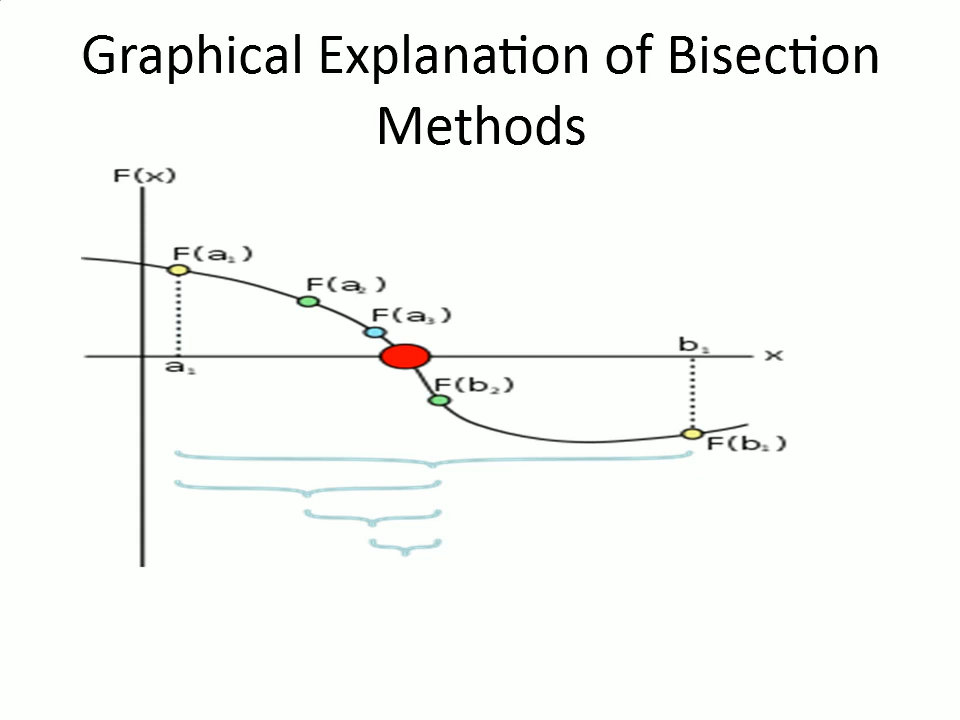 Graphical Explanation of Bisection
Methods
F(x)
F(a₁)
F(a₂)
F(a₃)
b₁
x
a₁
F(b₂)
F(b₁)